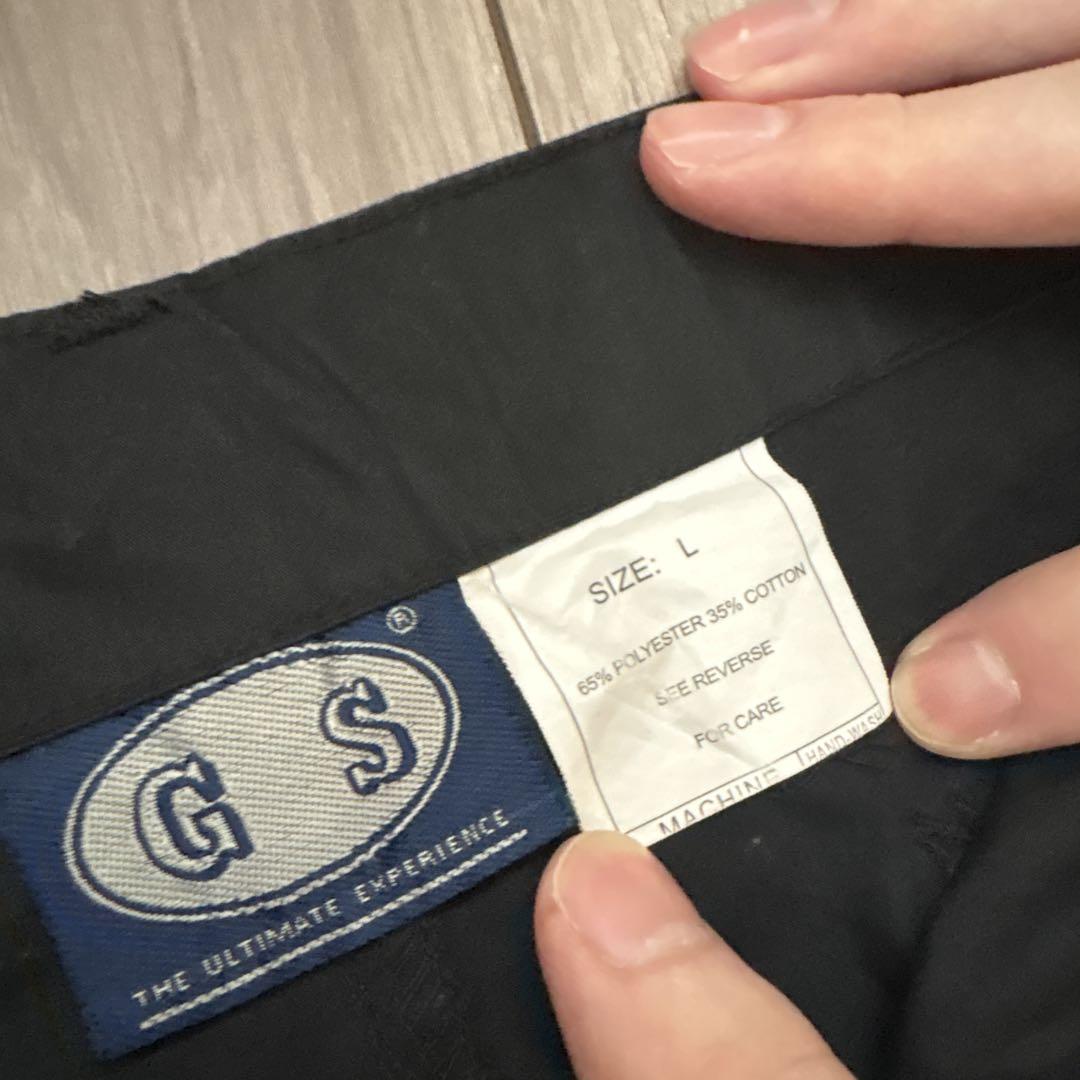 G S ®
THE ULTIMATE EXPERIENCE
SIZE: L
65% POLYESTER 35% COTTON
SEE REVERSE
FOR CARE
MACHINE HAND-WASH